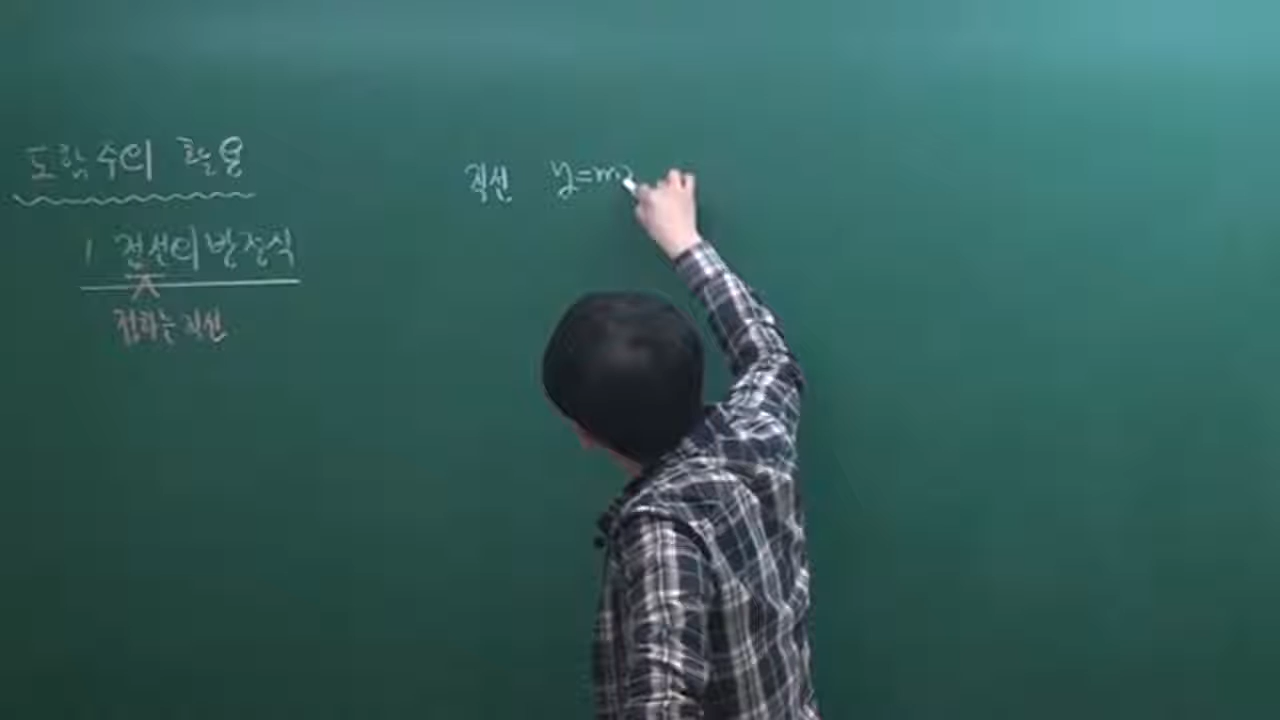 도함수의 활용
1 접선의 방정식
접하는 직선
직선 y=m